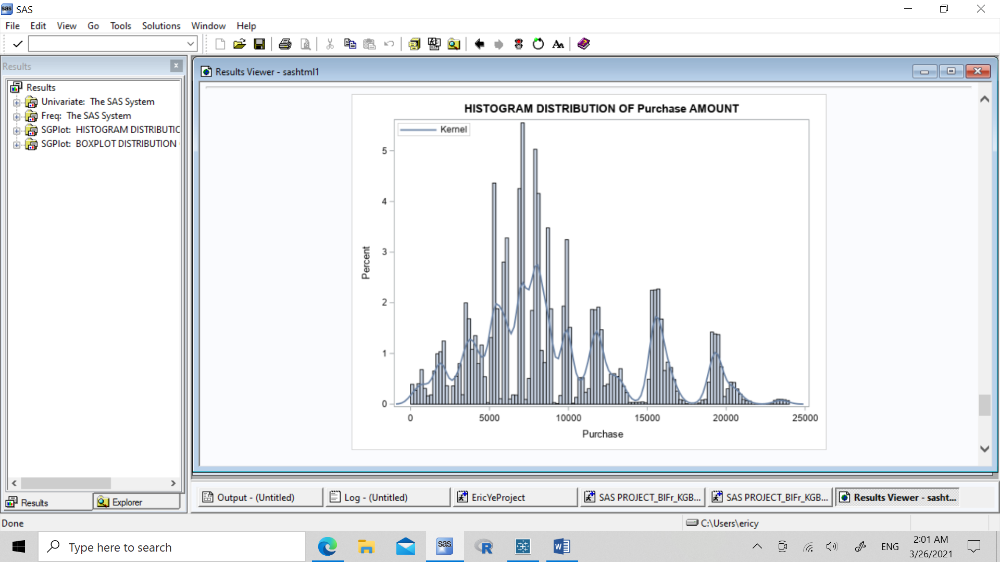 SAS
File Edit View Go Tools Solutions Window Help
Results
Results Viewer - sashtml1
Results
Univariate: The SAS System
Freq: The SAS System
SGPlot: HISTOGRAM DISTRIBUTIC
SGPlot: BOXPLOT DISTRIBUTION
HISTOGRAM DISTRIBUTION OF Purchase AMOUNT
Kernel
5
4
3
2
1
0
Percent
0 5000 10000 15000 20000 25000
Purchase
Results Explorer
Output - (Untitled) Log - (Untitled) EricYeProject SAS PROJECT_BIFr_KGB... SAS PROJECT_BIFr_KGB... Results Viewer - sasht...
Done C:\Users\ericy
Type here to search
sas
R
W
ENG
2:01 AM
3/26/2021